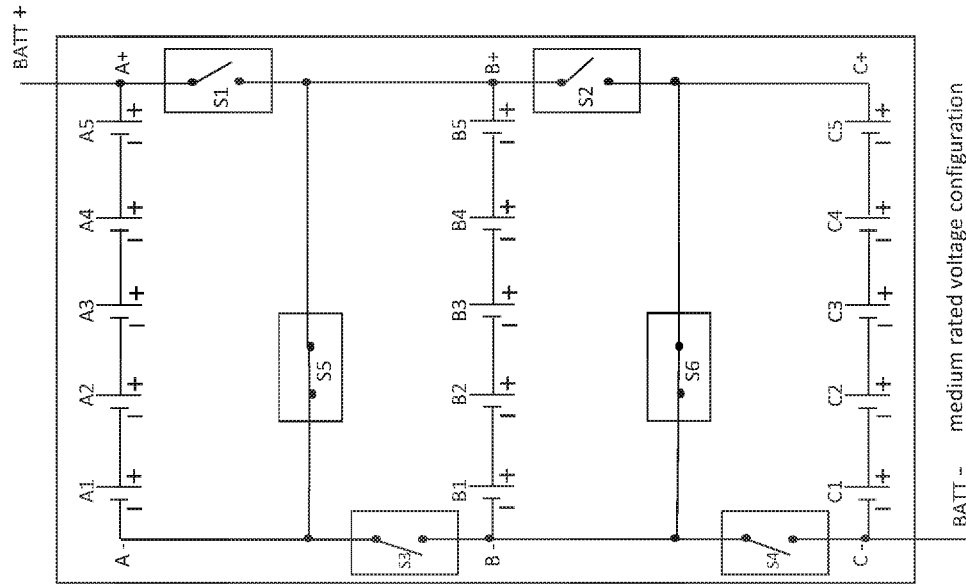 BATT +
A+
S1
B+
S2
C+
A5
A4
A3
A2
A1
A -
S5
S3
B5
B4
B3
B2
B1
B -
S6
S4
C5
C4
C3
C2
C1
C -
BATT -
medium rated voltage configuration